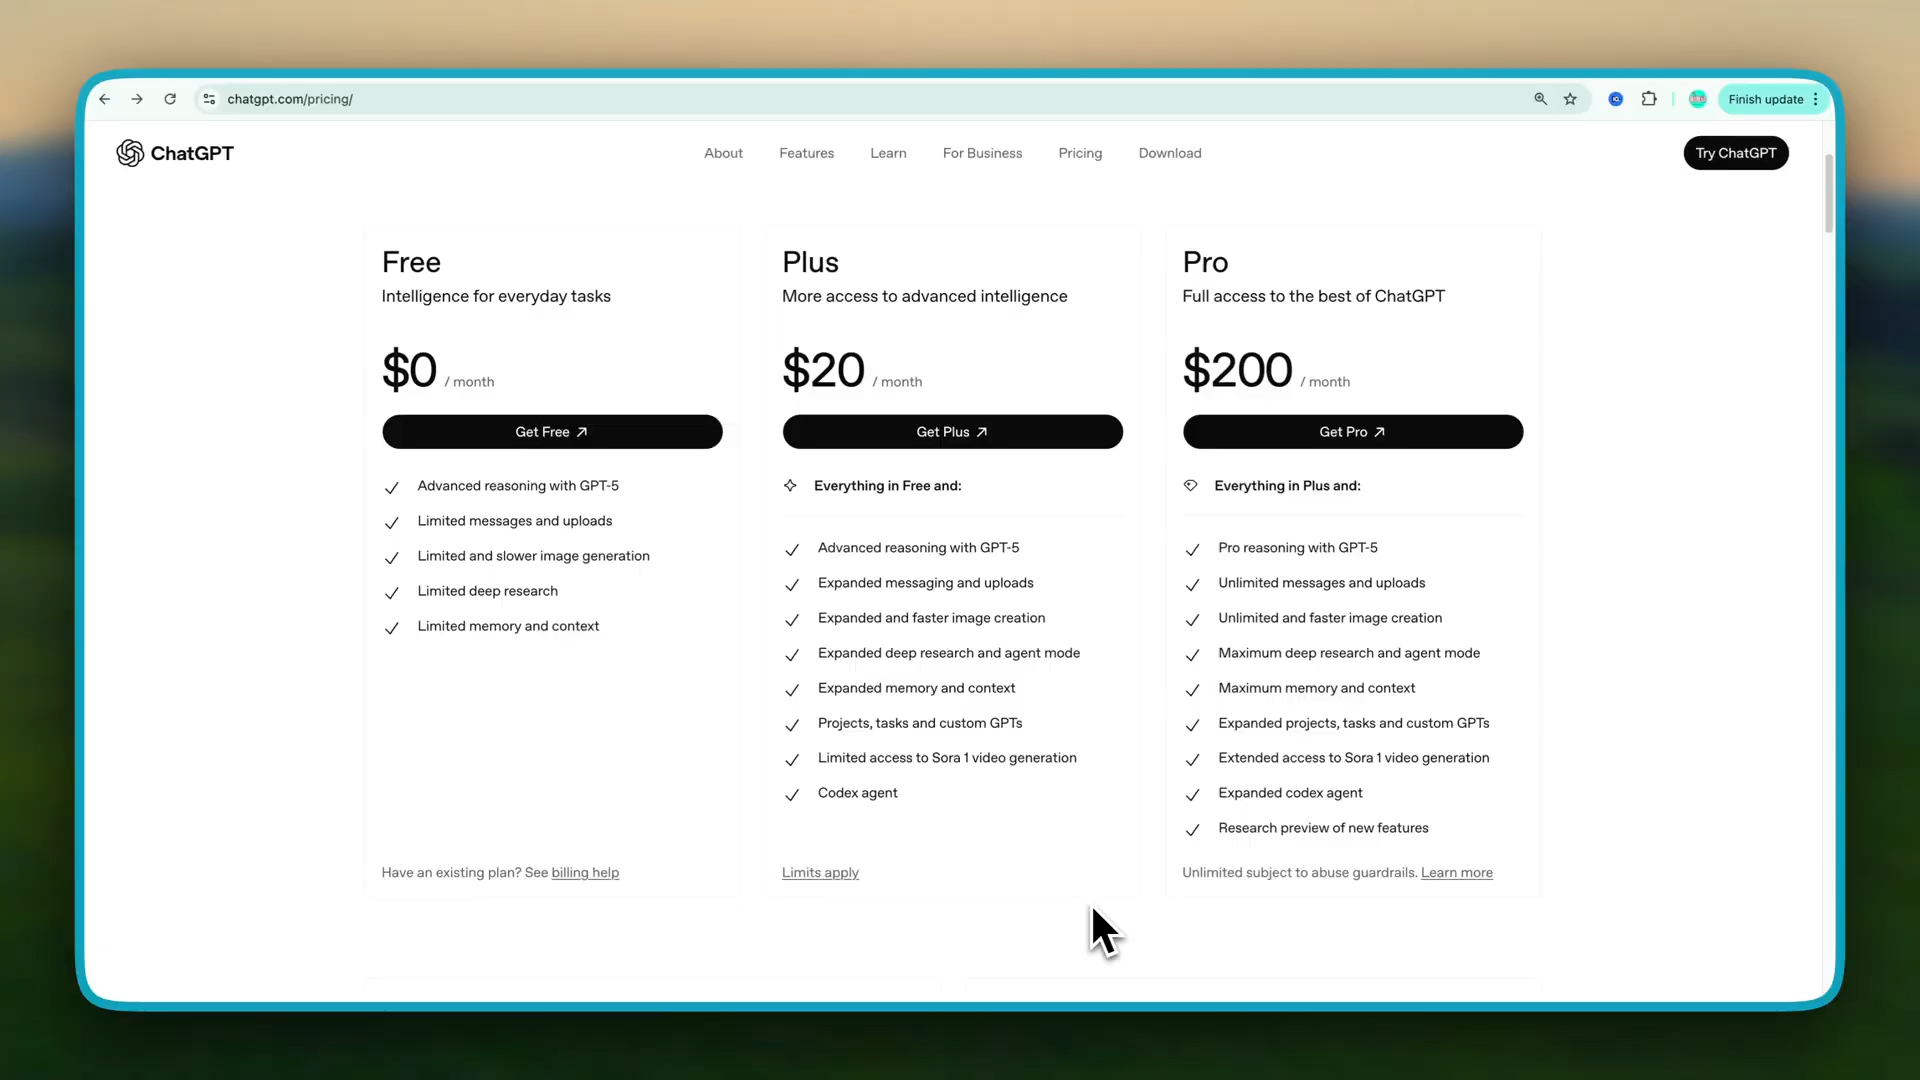 chatgpt.com/pricing/
Finish update
ChatGPT
About
Features
Learn
For Business
Pricing
Download
Try ChatGPT
Free
Intelligence for everyday tasks
$0 / month
Get Free
Advanced reasoning with GPT-5
Limited messages and uploads
Limited and slower image generation
Limited deep research
Limited memory and context
Have an existing plan? See billing help
Plus
More access to advanced intelligence
$20 / month
Get Plus
Everything in Free and:
Advanced reasoning with GPT-5
Expanded messaging and uploads
Expanded and faster image creation
Expanded deep research and agent mode
Expanded memory and context
Projects, tasks and custom GPTs
Limited access to Sora 1 video generation
Codex agent
Limits apply
Pro
Full access to the best of ChatGPT
$200 / month
Get Pro
Everything in Plus and:
Pro reasoning with GPT-5
Unlimited messages and uploads
Unlimited and faster image creation
Maximum deep research and agent mode
Maximum memory and context
Expanded projects, tasks and custom GPTs
Extended access to Sora 1 video generation
Expanded codex agent
Research preview of new features
Unlimited subject to abuse guardrails. Learn more